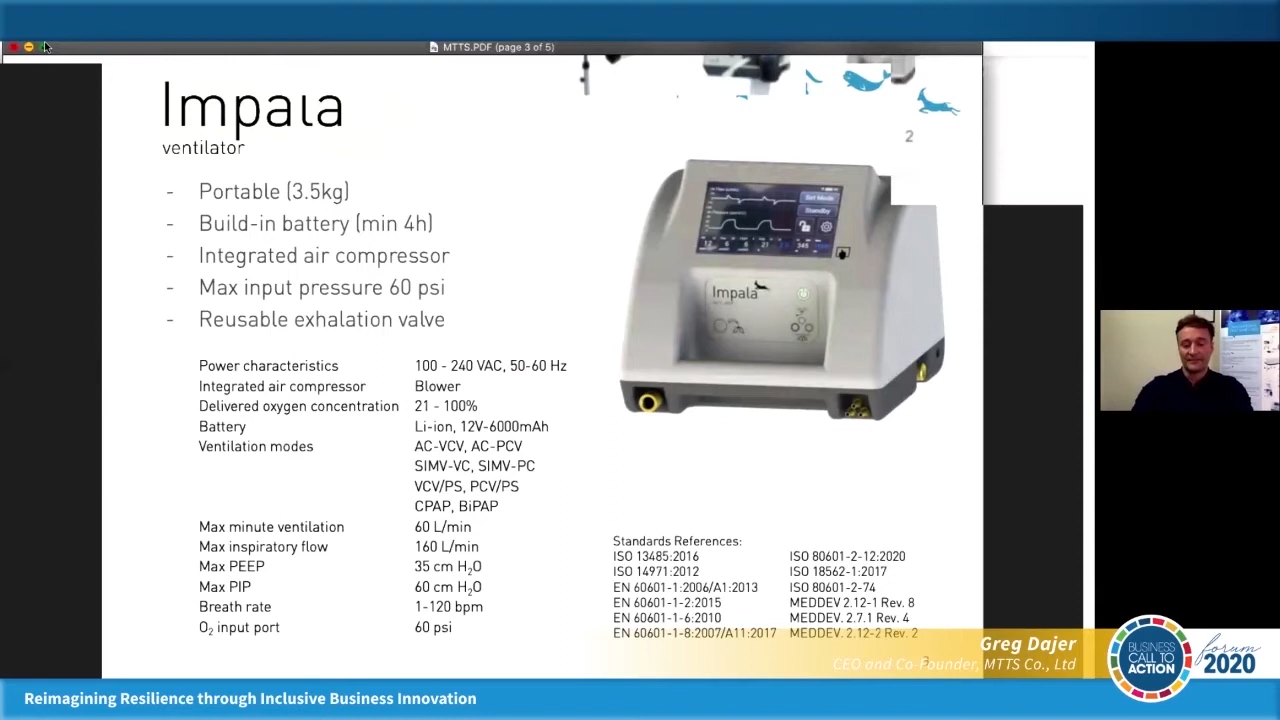 MTTS.PDF (page 3 of 5)
Impala
ventilator
2
- Portable (3.5kg)
- Build-in battery (min 4h)
- Integrated air compressor
- Max input pressure 60 psi
- Reusable exhalation valve
Set Mode
Standby
Impala
Power characteristics 100 - 240 VAC, 50-60 Hz
Integrated air compressor Blower
Delivered oxygen concentration 21 - 100%
Battery Li-ion, 12V-6000mAh
Ventilation modes AC-VCV, AC-PCV
SIMV-VC, SIMV-PC
VCV/PS, PCV/PS
CPAP, BiPAP
Max minute ventilation 60 L/min
Max inspiratory flow 160 L/min
Max PEEP 35 cm H₂O
Max PIP 60 cm H₂O
Breath rate 1-120 bpm
O₂ input port 60 psi
Standards References:
ISO 13485:2016 ISO 80601-2-12:2020
ISO 14971:2012 ISO 18562-1:2017
EN 60601-1:2006/A1:2013 ISO 80601-2-74
EN 60601-1-2:2015 MEDDEV 2.12-1 Rev. 8
EN 60601-1-6:2010 MEDDEV. 2.7.1 Rev. 4
EN 60601-1-8:2007/A11:2017 MEDDEV. 2.12-2 Rev. 2
Greg Dajer
CEO and Co-Founder, MTTS Co., Ltd
BUSINESS
CALL TO
ACTION
forum
2020
Reimagining Resilience through Inclusive Business Innovation